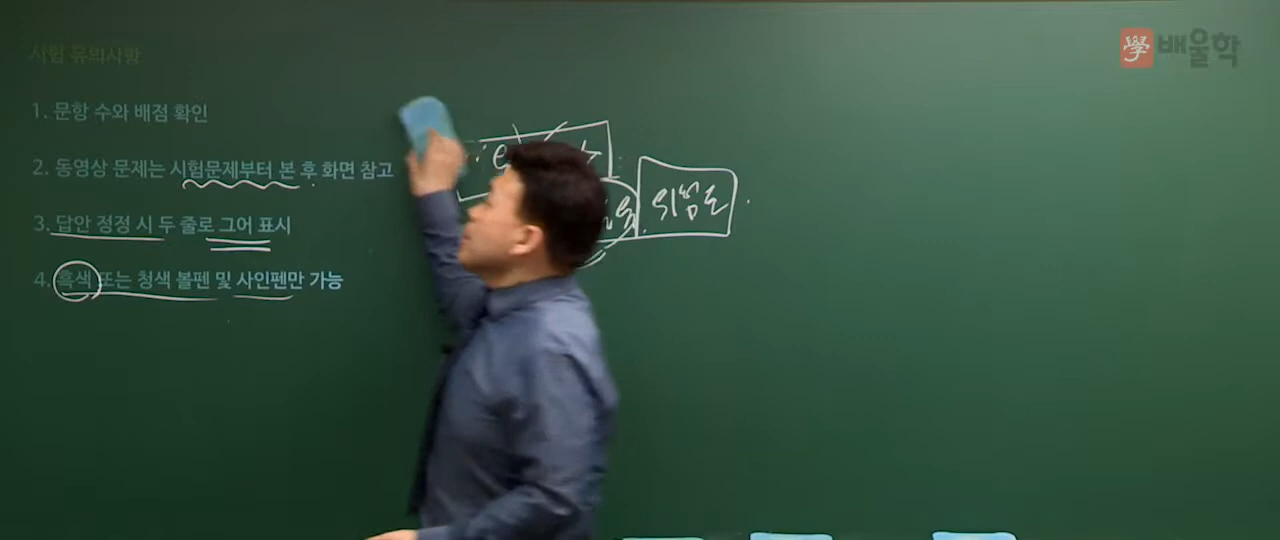 시험 유의사항
學 배울학
1. 문항 수와 배점 확인
2. 동영상 문제는 시험문제부터 본 후 화면 참고
위험도
3. 답안 정정 시 두 줄로 그어 표시
4. 흑색 또는 청색 볼펜 및 사인펜만 가능